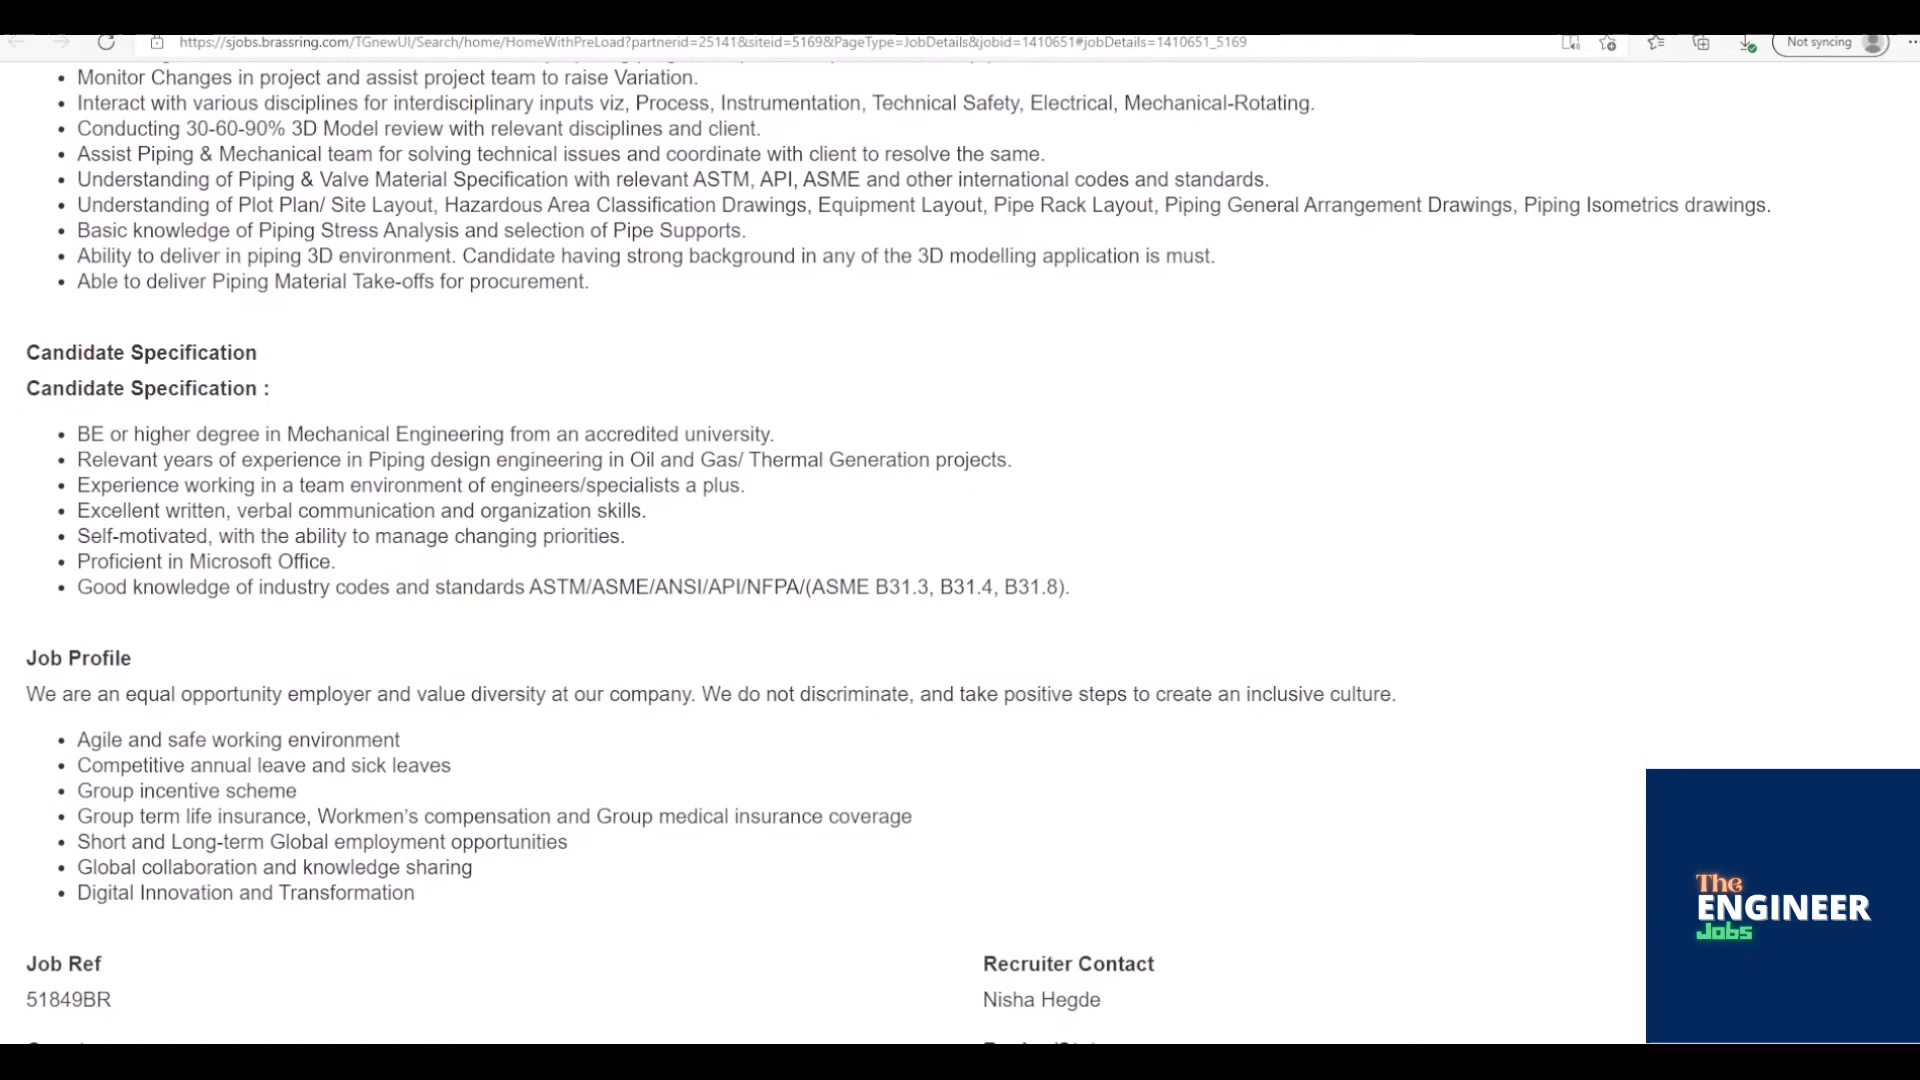 https://sjobs.brassring.com/TGnewUI/Search/home/HomeWithPreLoad?partnerid=25141&siteid=5169&PageType=JobDetails&jobid=1410651#jobDetails=1410651_5169
Not syncing
• Monitor Changes in project and assist project team to raise Variation.
• Interact with various disciplines for interdisciplinary inputs viz, Process, Instrumentation, Technical Safety, Electrical, Mechanical-Rotating.
• Conducting 30-60-90% 3D Model review with relevant disciplines and client.
• Assist Piping & Mechanical team for solving technical issues and coordinate with client to resolve the same.
• Understanding of Piping & Valve Material Specification with relevant ASTM, API, ASME and other international codes and standards.
• Understanding of Plot Plan/ Site Layout, Hazardous Area Classification Drawings, Equipment Layout, Pipe Rack Layout, Piping General Arrangement Drawings, Piping Isometrics drawings.
• Basic knowledge of Piping Stress Analysis and selection of Pipe Supports.
• Ability to deliver in piping 3D environment. Candidate having strong background in any of the 3D modelling application is must.
• Able to deliver Piping Material Take-offs for procurement.
Candidate Specification
Candidate Specification :
• BE or higher degree in Mechanical Engineering from an accredited university.
• Relevant years of experience in Piping design engineering in Oil and Gas/ Thermal Generation projects.
• Experience working in a team environment of engineers/specialists a plus.
• Excellent written, verbal communication and organization skills.
• Self-motivated, with the ability to manage changing priorities.
• Proficient in Microsoft Office.
• Good knowledge of industry codes and standards ASTM/ASME/ANSI/API/NFPA/(ASME B31.3, B31.4, B31.8).
Job Profile
We are an equal opportunity employer and value diversity at our company. We do not discriminate, and take positive steps to create an inclusive culture.
• Agile and safe working environment
• Competitive annual leave and sick leaves
• Group incentive scheme
• Group term life insurance, Workmen's compensation and Group medical insurance coverage
• Short and Long-term Global employment opportunities
• Global collaboration and knowledge sharing
• Digital Innovation and Transformation
Job Ref
51849BR
Recruiter Contact
Nisha Hegde
The
ENGINEER
Jobs